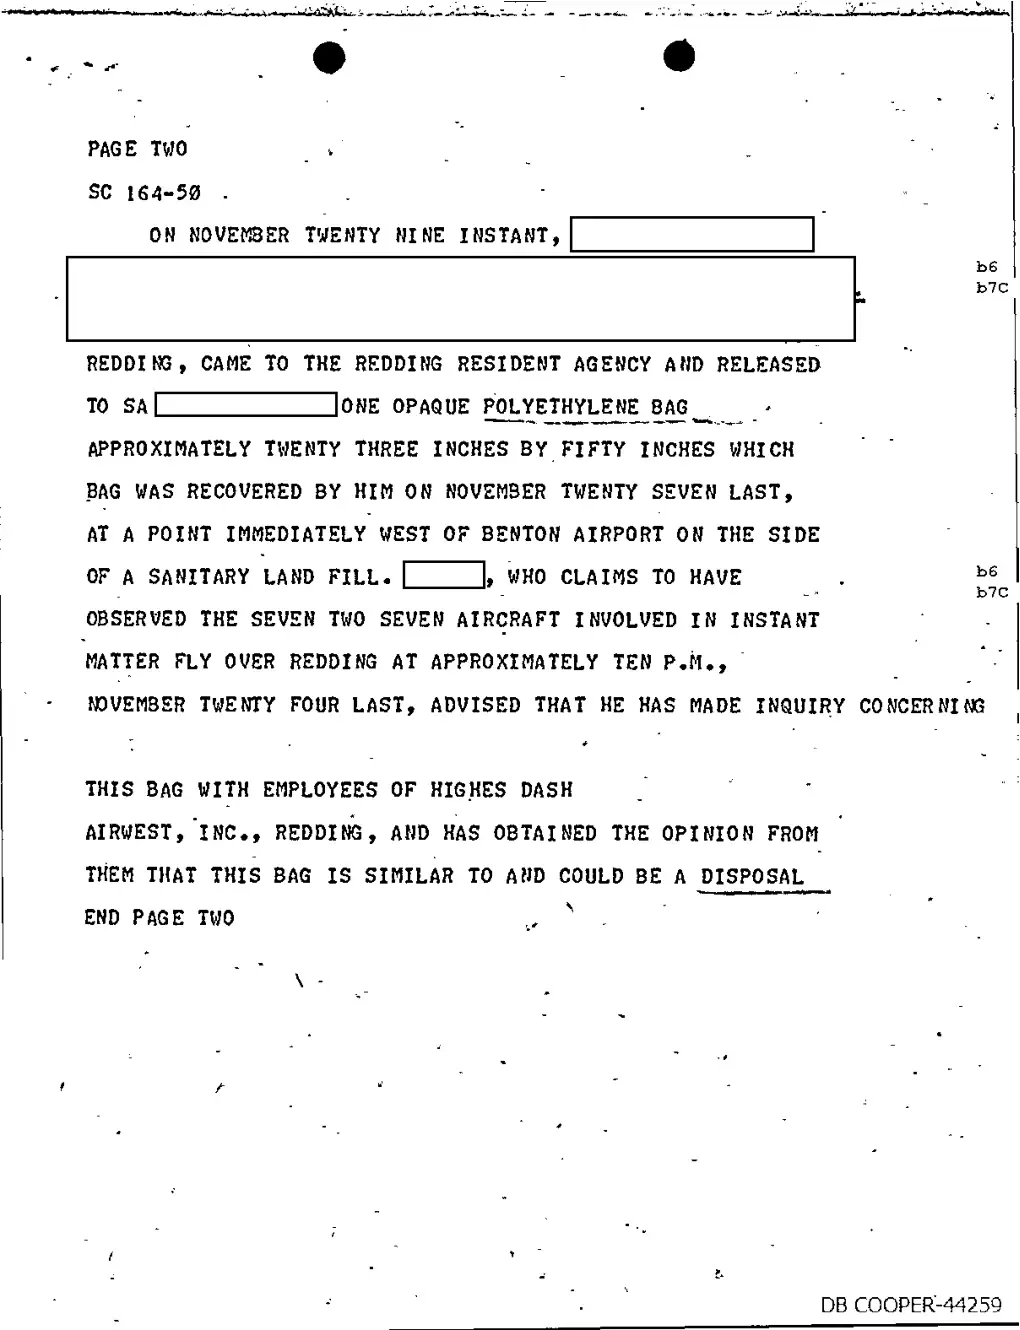 PAGE TWO
SC 164-50
ON NOVEMBER TWENTY NINE INSTANT,
b6
b7C
REDDING, CAME TO THE REDDING RESIDENT AGENCY AND RELEASED
TO SA ONE OPAQUE POLYETHYLENE BAG
APPROXIMATELY TWENTY THREE INCHES BY FIFTY INCHES WHICH
BAG WAS RECOVERED BY HIM ON NOVEMBER TWENTY SEVEN LAST,
AT A POINT IMMEDIATELY WEST OF BENTON AIRPORT ON THE SIDE
OF A SANITARY LAND FILL. , WHO CLAIMS TO HAVE
b6
b7C
OBSERVED THE SEVEN TWO SEVEN AIRCRAFT INVOLVED IN INSTANT
MATTER FLY OVER REDDING AT APPROXIMATELY TEN P.M.,
NOVEMBER TWENTY FOUR LAST, ADVISED THAT HE HAS MADE INQUIRY CONCERNING
THIS BAG WITH EMPLOYEES OF HIGHES DASH
AIRWEST, INC., REDDING, AND HAS OBTAINED THE OPINION FROM
THEM THAT THIS BAG IS SIMILAR TO AND COULD BE A DISPOSAL
END PAGE TWO
DB COOPER-44259